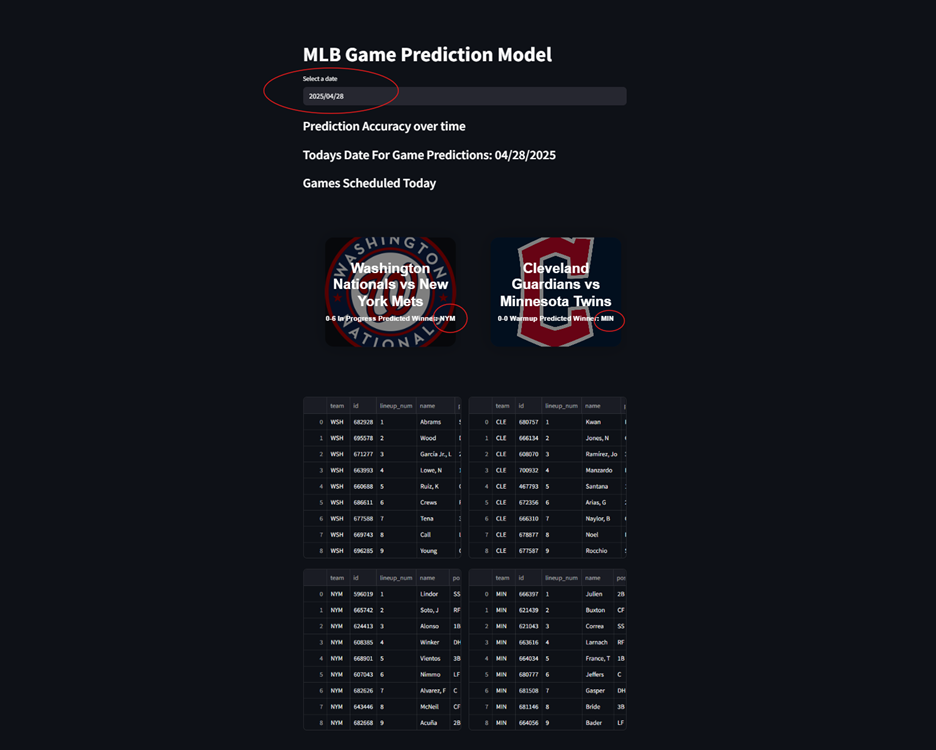 MLB Game Prediction Model
Select a date
2025/04/28
Prediction Accuracy over time
Todays Date For Game Predictions: 04/28/2025
Games Scheduled Today
WASHINGTON
Washington
Nationals vs New
York Mets
0-6 In Progress Predicted Winner: NYM
NATIONALS
Cleveland
Guardians vs
Minnesota Twins
0-0 Warmup Predicted Winner: MIN
team id lineup_num name
0 WSH 682928 1 Abrams
1 WSH 695578 2 Wood
2 WSH 671277 3 García Jr., L
3 WSH 663993 4 Lowe, N
4 WSH 660688 5 Ruiz, K
5 WSH 686611 6 Crews
6 WSH 677588 7 Tena
7 WSH 669743 8 Call
8 WSH 696285 9 Young
team id lineup_num name
0 CLE 680757 1 Kwan
1 CLE 666134 2 Jones, N
2 CLE 608070 3 Ramírez, Jo
3 CLE 700932 4 Manzardo
4 CLE 467793 5 Santana
5 CLE 672356 6 Arias, G
6 CLE 666310 7 Naylor, B
7 CLE 678877 8 Noel
8 CLE 677587 9 Rocchio
team id lineup_num name po
0 NYM 596019 1 Lindor SS
1 NYM 665742 2 Soto, J RF
2 NYM 624413 3 Alonso 1B
3 NYM 608385 4 Winker DH
4 NYM 668901 5 Vientos 3B
5 NYM 607043 6 Nimmo LF
6 NYM 682626 7 Alvarez, F C
7 NYM 643446 8 McNeil CF
8 NYM 682668 9 Acuña 2B
team id lineup_num name pos
0 MIN 666397 1 Julien 2B
1 MIN 621439 2 Buxton CF
2 MIN 621043 3 Correa SS
3 MIN 663616 4 Larnach RF
4 MIN 664034 5 France, T 1B
5 MIN 680777 6 Jeffers C
6 MIN 681508 7 Gasper DH
7 MIN 681146 8 Bride 3B
8 MIN 664056 9 Bader LF